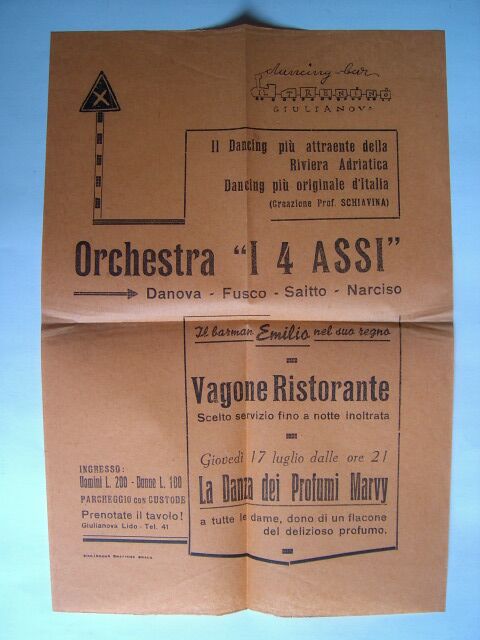 dancing-bar
IL TRENINO
GIULIANOVA
Il Dancing più attraente della
Riviera Adriatica
Dancing più originale d'Italia
(Creazione Prof. SCHIAVINA)
Orchestra "I 4 ASSI"
Danova - Fusco - Saitto - Narciso
Il barman Emilio nel suo regno
Vagone Ristorante
Scelto servizio fino a notte inoltrata
Giovedì 17 luglio dalle ore 21
La Danza dei Profumi Marvy
a tutte le dame, dono di un flacone
del delizioso profumo.
INGRESSO:
Uomini L. 200 - Donne L. 100
PARCHEGGIO con CUSTODE
Prenotate il tavolo!
Giulianova Lido - Tel. 41